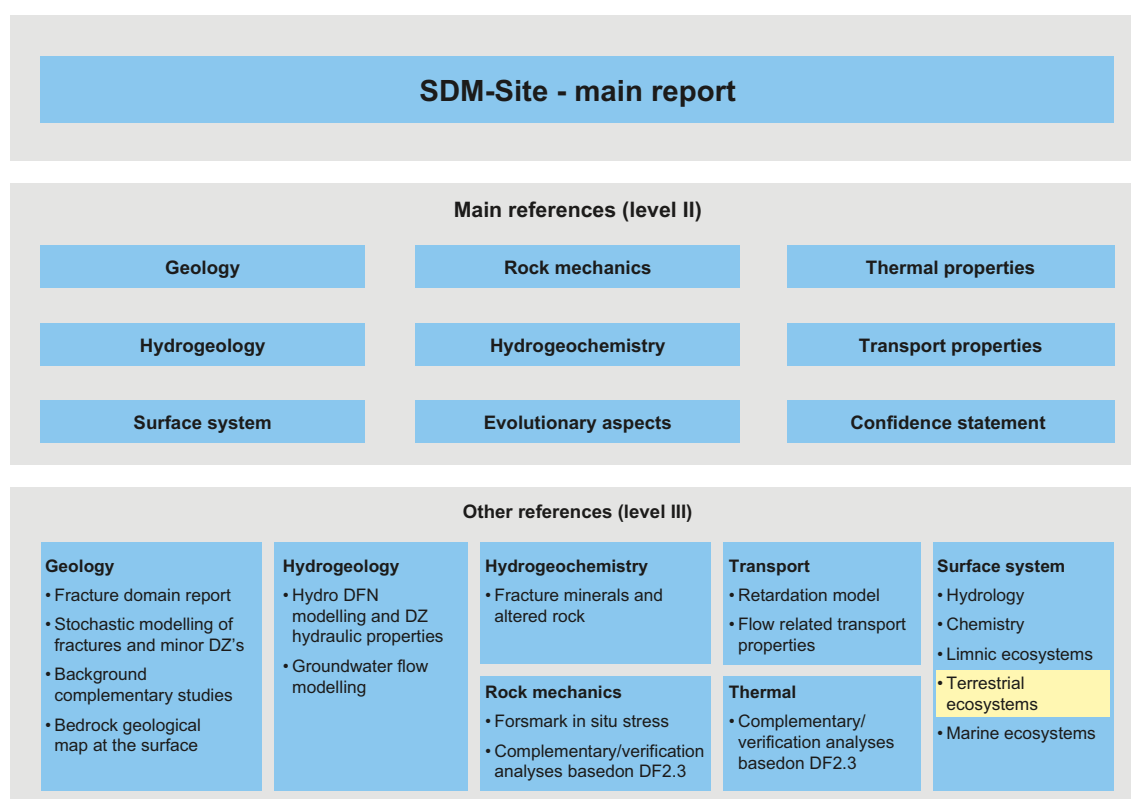 SDM-Site - main report
Main references (level II)
Geology
Rock mechanics
Thermal properties
Hydrogeology
Hydrogeochemistry
Transport properties
Surface system
Evolutionary aspects
Confidence statement
Other references (level III)
Geology
• Fracture domain report
• Stochastic modelling of
fractures and minor DZ's
• Background
complementary studies
• Bedrock geological
map at the surface
Hydrogeology
• Hydro DFN
modelling and DZ
hydraulic properties
• Groundwater flow
modelling
Hydrogeochemistry
• Fracture minerals and
altered rock
Rock mechanics
• Forsmark in situ stress
• Complementary/verification
analyses basedon DF2.3
Transport
• Retardation model
• Flow related transport
properties
Thermal
• Complementary/
verification analyses
basedon DF2.3
Surface system
• Hydrology
• Chemistry
• Limnic ecosystems
• Terrestrial
ecosystems
• Marine ecosystems